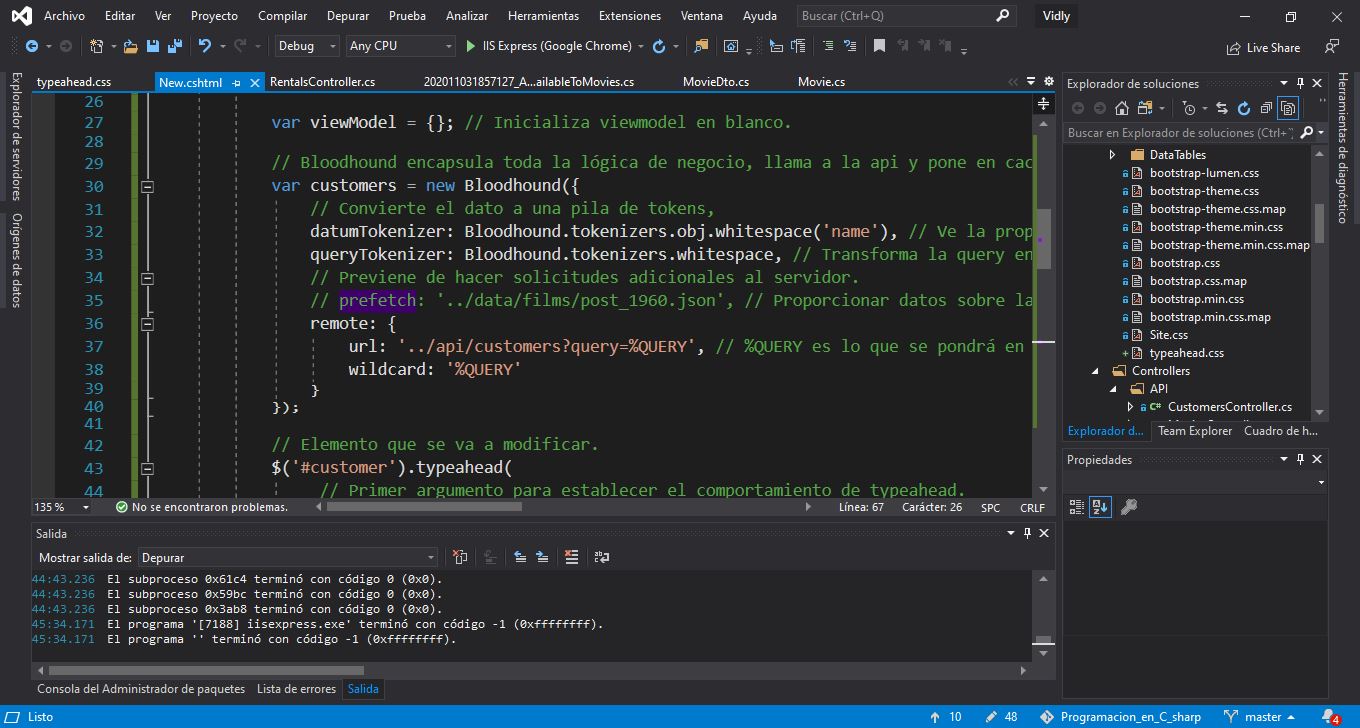 Archivo Editar Ver Proyecto Compilar Depurar Prueba Analizar Herramientas Extensiones Ventana Ayuda Buscar (Ctrl+Q) Vidly
Debug Any CPU IIS Express (Google Chrome) Live Share
Explorador de servidores
Orígenes de datos
typeahead.css New.cshtml RentalsController.cs 202011031857127_A...ailableToMovies.cs MovieDto.cs Movie.cs
26
27 var viewModel = {}; // Inicializa viewmodel en blanco.
28
29 // Bloodhound encapsula toda la lógica de negocio, llama a la api y pone en cac
30 var customers = new Bloodhound({
31 // Convierte el dato a una pila de tokens,
32 datumTokenizer: Bloodhound.tokenizers.obj.whitespace('name'), // Ve la prop
33 queryTokenizer: Bloodhound.tokenizers.whitespace, // Transforma la query en
34 // Previene de hacer solicitudes adicionales al servidor.
35 // prefetch: '../data/films/post_1960.json', // Proporcionar datos sobre la
36 remote: {
37 url: '../api/customers?query=%QUERY', // %QUERY es lo que se pondrá en
38 wildcard: '%QUERY'
39 }
40 });
41
42 // Elemento que se va a modificar.
43 $('#customer').typeahead(
44 // Primer argumento para establecer el comportamiento de typeahead.
135 % No se encontraron problemas. Línea: 67 Carácter: 26 SPC CRLF
Salida
Mostrar salida de: Depurar
44:43.236 El subproceso 0x61c4 terminó con código 0 (0x0).
44:43.236 El subproceso 0x59bc terminó con código 0 (0x0).
44:43.236 El subproceso 0x3ab8 terminó con código 0 (0x0).
45:34.171 El programa '[7188] iisexpress.exe' terminó con código -1 (0xffffffff).
45:34.171 El programa '' terminó con código -1 (0xffffffff).
Consola del Administrador de paquetes Lista de errores Salida
Explorador de soluciones
Buscar en Explorador de soluciones (Ctrl+
DataTables
bootstrap-lumen.css
bootstrap-theme.css
bootstrap-theme.css.map
bootstrap-theme.min.css
bootstrap-theme.min.css.map
bootstrap.css
bootstrap.css.map
bootstrap.min.css
bootstrap.min.css.map
Site.css
typeahead.css
Controllers
API
C# CustomersController.cs
Explorador d... Team Explorer Cuadro de h...
Propiedades
Herramientas de diagnóstico
Listo 10 48 Programacion_en_C_sharp master 4